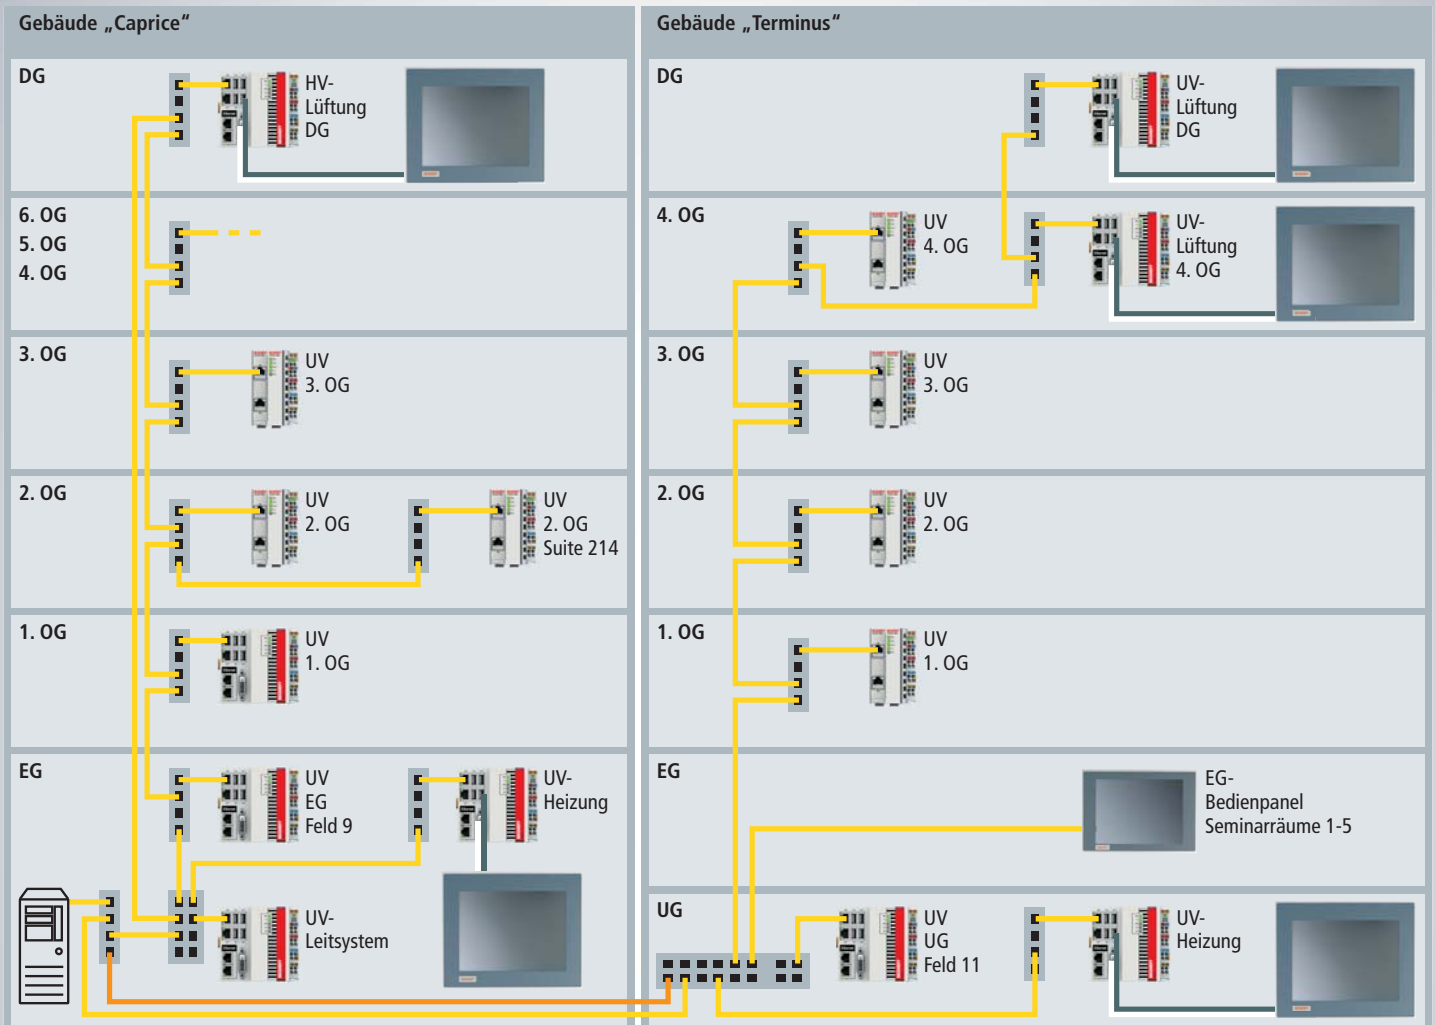 Gebäude „Caprice“
DG
HV-
Lüftung
DG
6. OG
5. OG
4. OG
3. OG
UV
3. OG
2. OG
UV
2. OG
UV
2. OG
Suite 214
1. OG
UV
1. OG
EG
UV
EG
Feld 9
UV-
Heizung
UV-
Leitsystem
Gebäude „Terminus“
DG
UV-
Lüftung
DG
4. OG
UV
4. OG
UV-
Lüftung
4. OG
3. OG
UV
3. OG
2. OG
UV
2. OG
1. OG
UV
1. OG
EG
EG-
Bedienpanel
Seminarräume 1-5
UG
UV
UG
Feld 11
UV-
Heizung